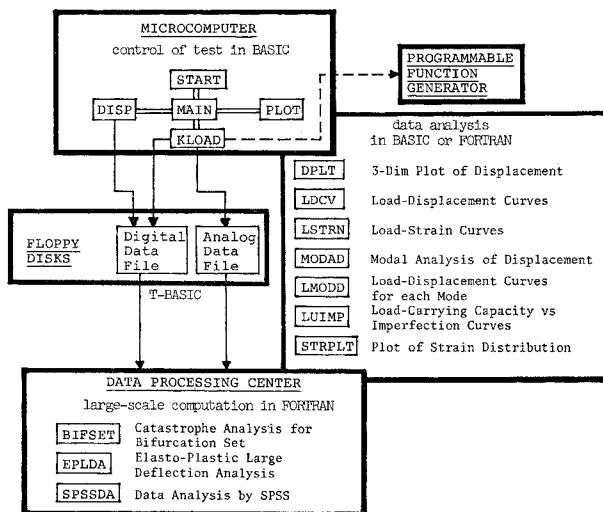 MICROCOMPUTER
control of test in BASIC
START
DISP
MAIN
PLOT
KLOAD
PROGRAMMABLE
FUNCTION
GENERATOR
data analysis
in BASIC or FORTRAN
DPLT 3-Dim Plot of Displacement
LDCV Load-Displacement Curves
LSTRN Load-Strain Curves
MODAD Modal Analysis of Displacement
LMODD Load-Displacement Curves
for each Mode
LUIMP Load-Carrying Capacity vs
Imperfection Curves
STRPLT Plot of Strain Distribution
FLOPPY
DISKS
Digital
Data
File
Analog
Data
File
T-BASIC
DATA PROCESSING CENTER
large-scale computation in FORTRAN
BIFSET Catastrophe Analysis for
Bifurcation Set
EPLDA Elasto-Plastic Large
Deflection Analysis
SPSSDA Data Analysis by SPSS